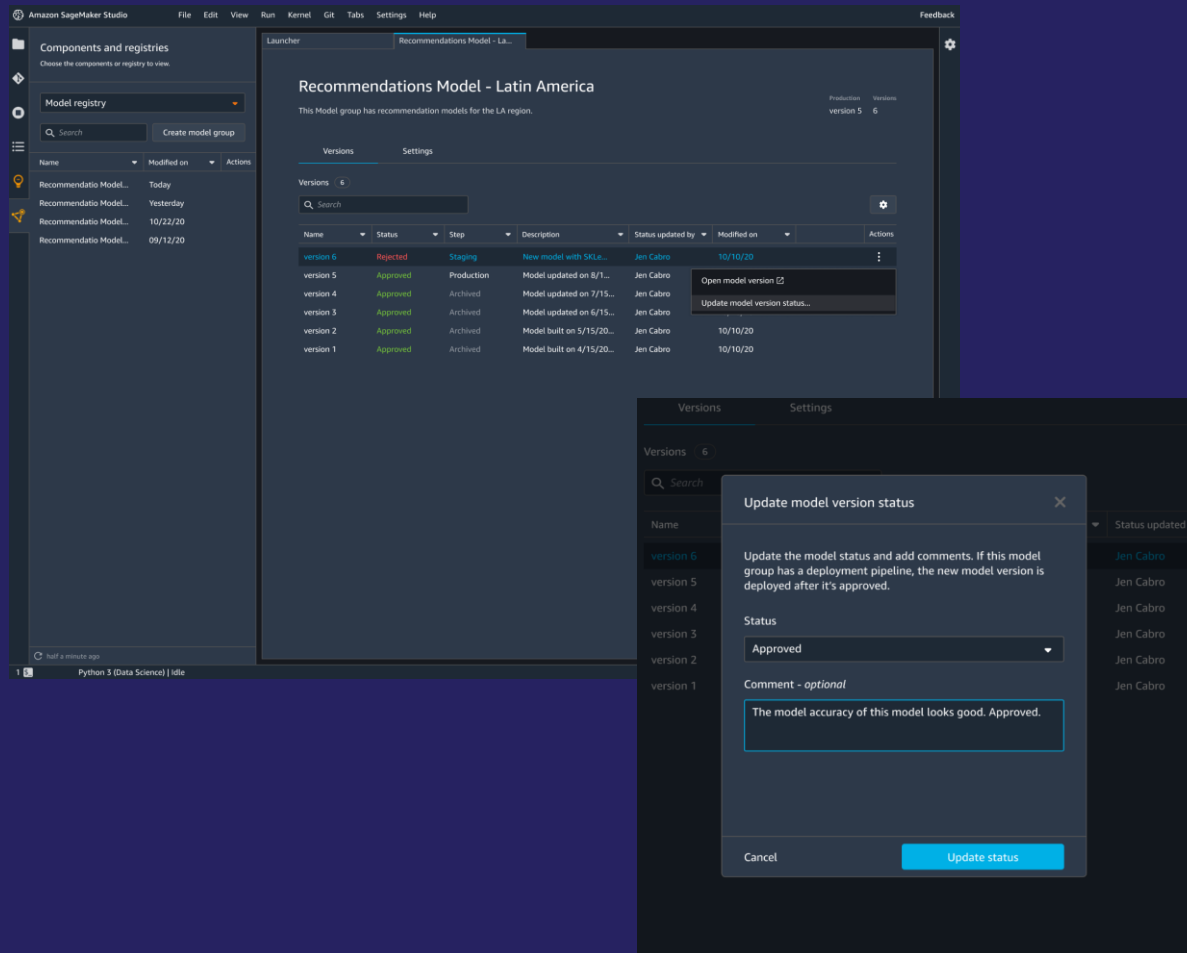 Amazon SageMaker Studio File Edit View Run Kernel Git Tabs Settings Help Feedback
Components and registries
Choose the components or registry to view.
Model registry
Search Create model group
Name Modified on Actions
Recommendatio Model... Today
Recommendatio Model... Yesterday
Recommendatio Model... 10/22/20
Recommendatio Model... 09/12/20
half a minute ago
1 Python 3 (Data Science) | Idle
Launcher Recommendations Model - La...
Recommendations Model - Latin America
This Model group has recommendation models for the LA region.
Production Versions
version 5 6
Versions Settings
Versions 6
Search
Name Status Step Description Status updated by Modified on Actions
version 6 Rejected Staging New model with SKLe... Jen Cabro 10/10/20
version 5 Approved Production Model updated on 8/1... Jen Cabro
version 4 Approved Archived Model updated on 7/15... Jen Cabro
version 3 Approved Archived Model updated on 6/15... Jen Cabro
version 2 Approved Archived Model built on 5/15/20... Jen Cabro 10/10/20
version 1 Approved Archived Model built on 4/15/20... Jen Cabro 10/10/20
Open model version
Update model version status...
Versions Settings
Versions 6
Search
Name Status updated
version 6 Jen Cabro
version 5 Jen Cabro
version 4 Jen Cabro
version 3 Jen Cabro
version 2 Jen Cabro
version 1 Jen Cabro
Update model version status
Update the model status and add comments. If this model
group has a deployment pipeline, the new model version is
deployed after it's approved.
Status
Approved
Comment - optional
The model accuracy of this model looks good. Approved.
Cancel Update status